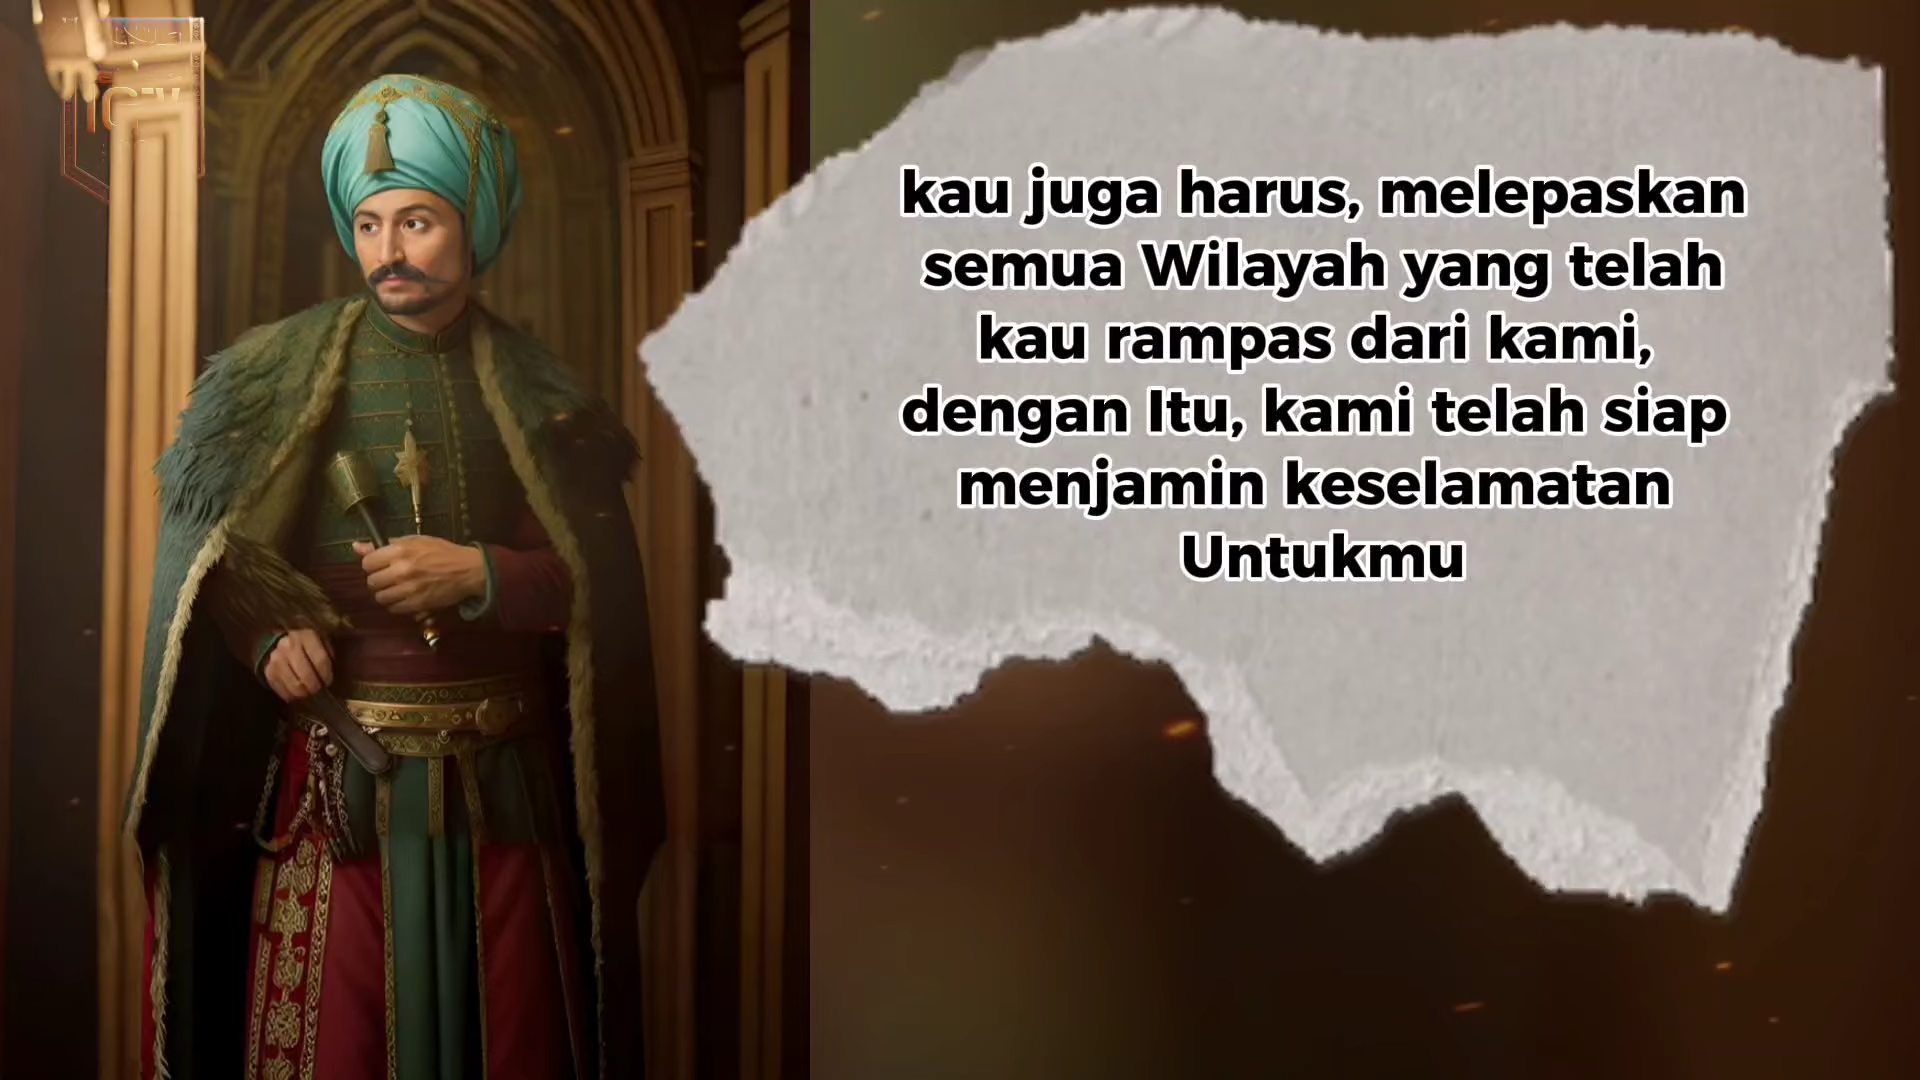 kau juga harus, melepaskan
semua Wilayah yang telah
kau rampas dari kami,
dengan Itu, kami telah siap
menjamin keselamatan
Untukmu